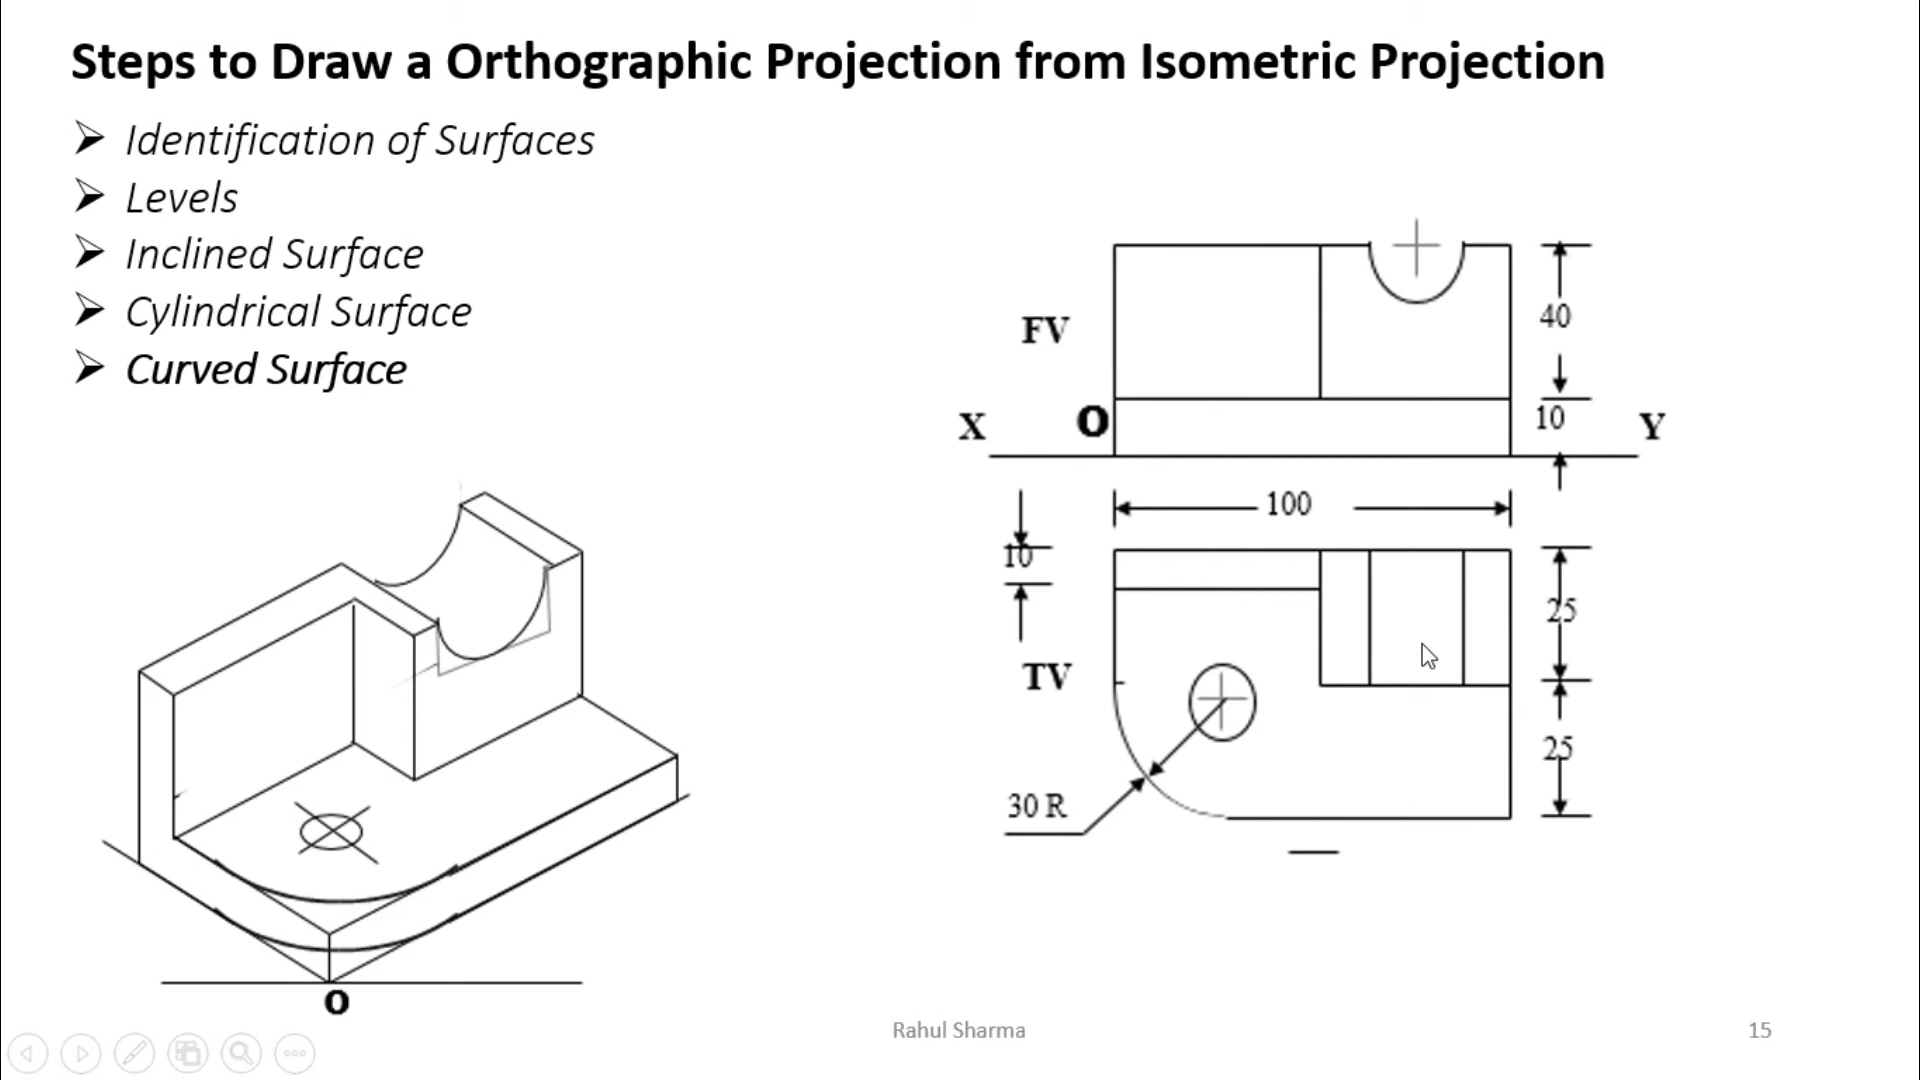 Steps to Draw a Orthographic Projection from Isometric Projection
Identification of Surfaces
Levels
Inclined Surface
Cylindrical Surface
Curved Surface
FV
40
X
O
10
Y
100
10
25
TV
25
30 R
O
Rahul Sharma
15